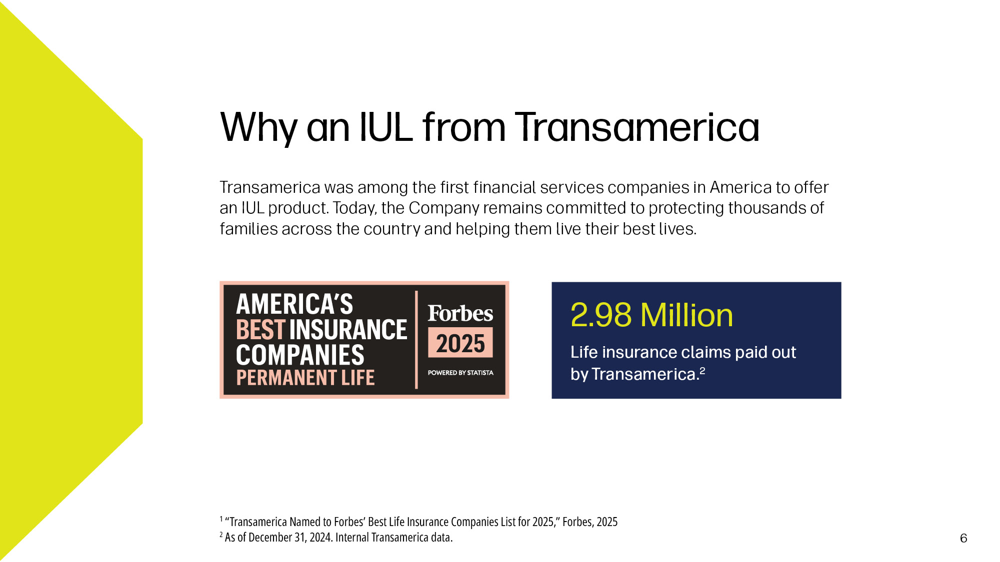 Why an IUL from Transamerica
Transamerica was among the first financial services companies in America to offer
an IUL product. Today, the Company remains committed to protecting thousands of
families across the country and helping them live their best lives.
AMERICA’S
BEST INSURANCE
COMPANIES
PERMANENT LIFE
Forbes
2025
POWERED BY STATISTA
2.98 Million
Life insurance claims paid out
by Transamerica.²
¹ “Transamerica Named to Forbes’ Best Life Insurance Companies List for 2025,” Forbes, 2025
² As of December 31, 2024. Internal Transamerica data.
6